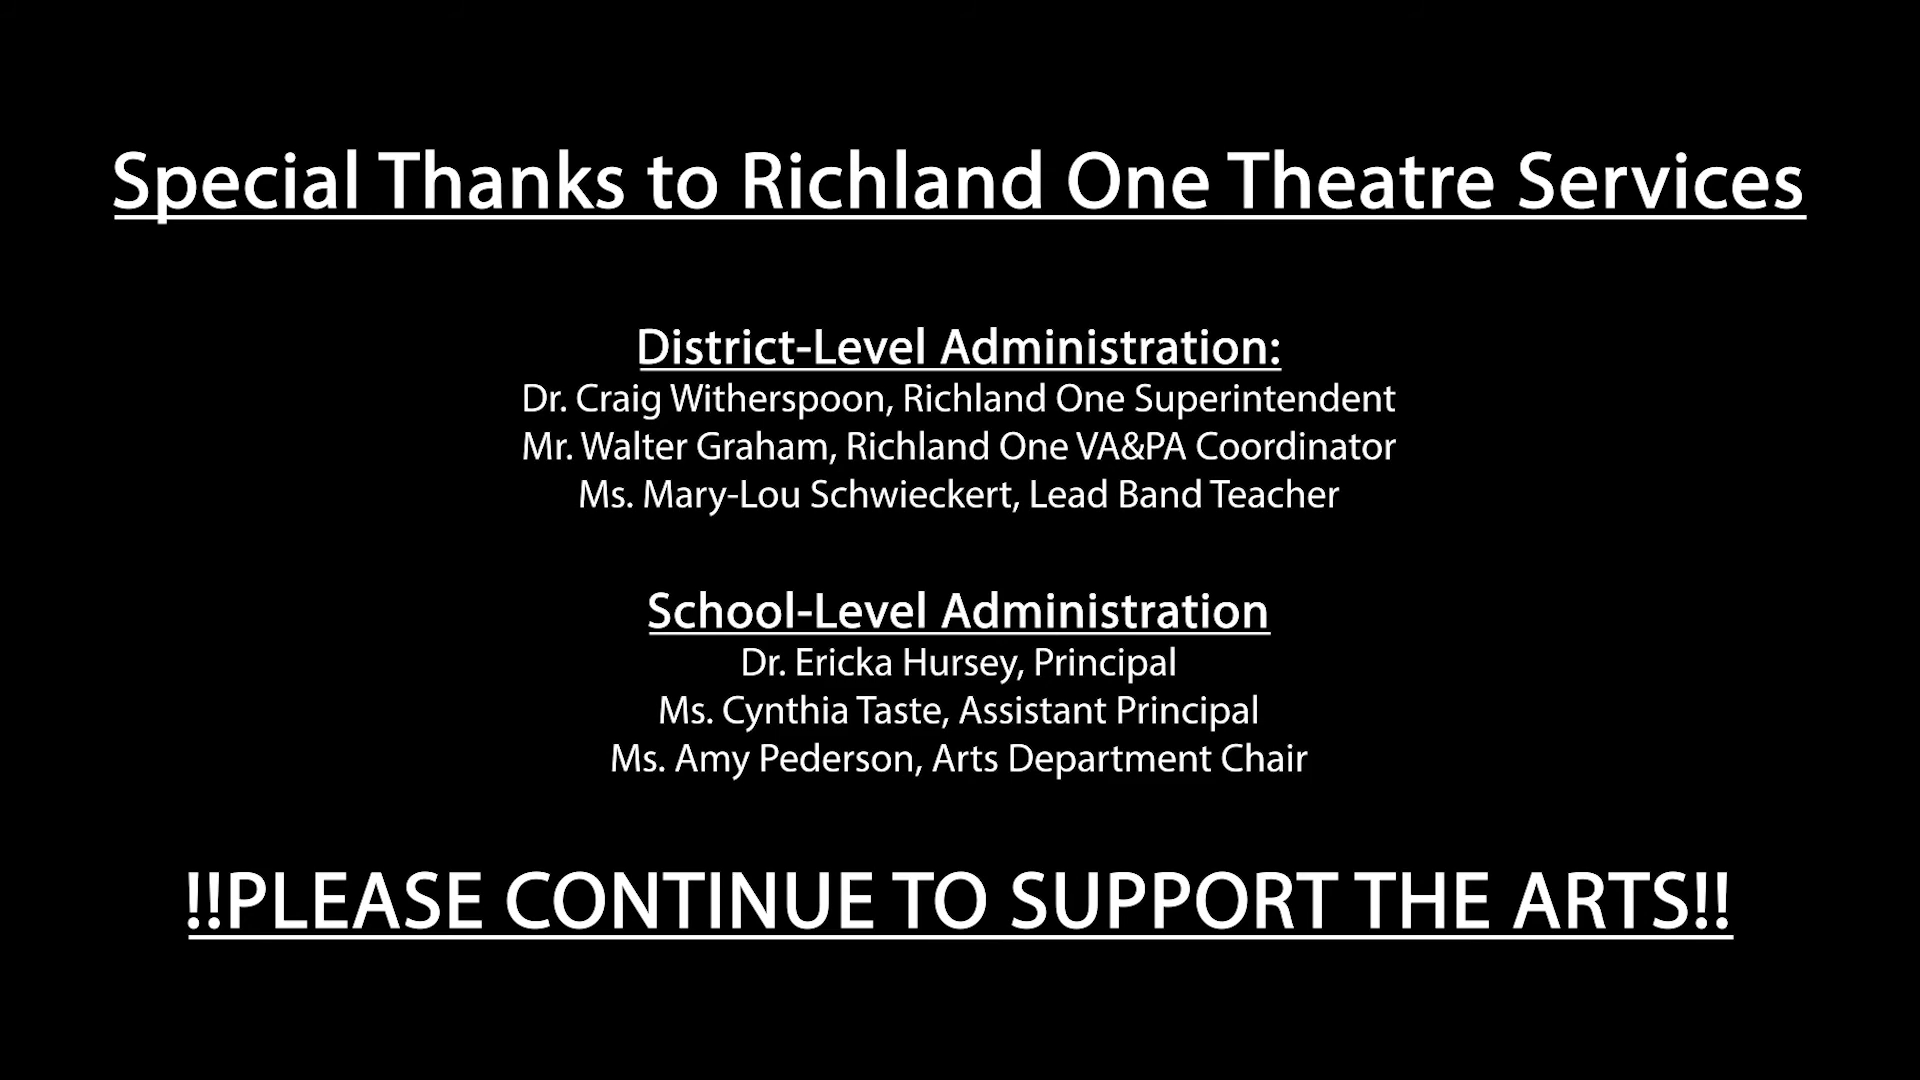 Special Thanks to Richland One Theatre Services
District-Level Administration:
Dr. Craig Witherspoon, Richland One Superintendent
Mr. Walter Graham, Richland One VA&PA Coordinator
Ms. Mary-Lou Schwieckert, Lead Band Teacher
School-Level Administration
Dr. Ericka Hursey, Principal
Ms. Cynthia Taste, Assistant Principal
Ms. Amy Pederson, Arts Department Chair
!!PLEASE CONTINUE TO SUPPORT THE ARTS!!